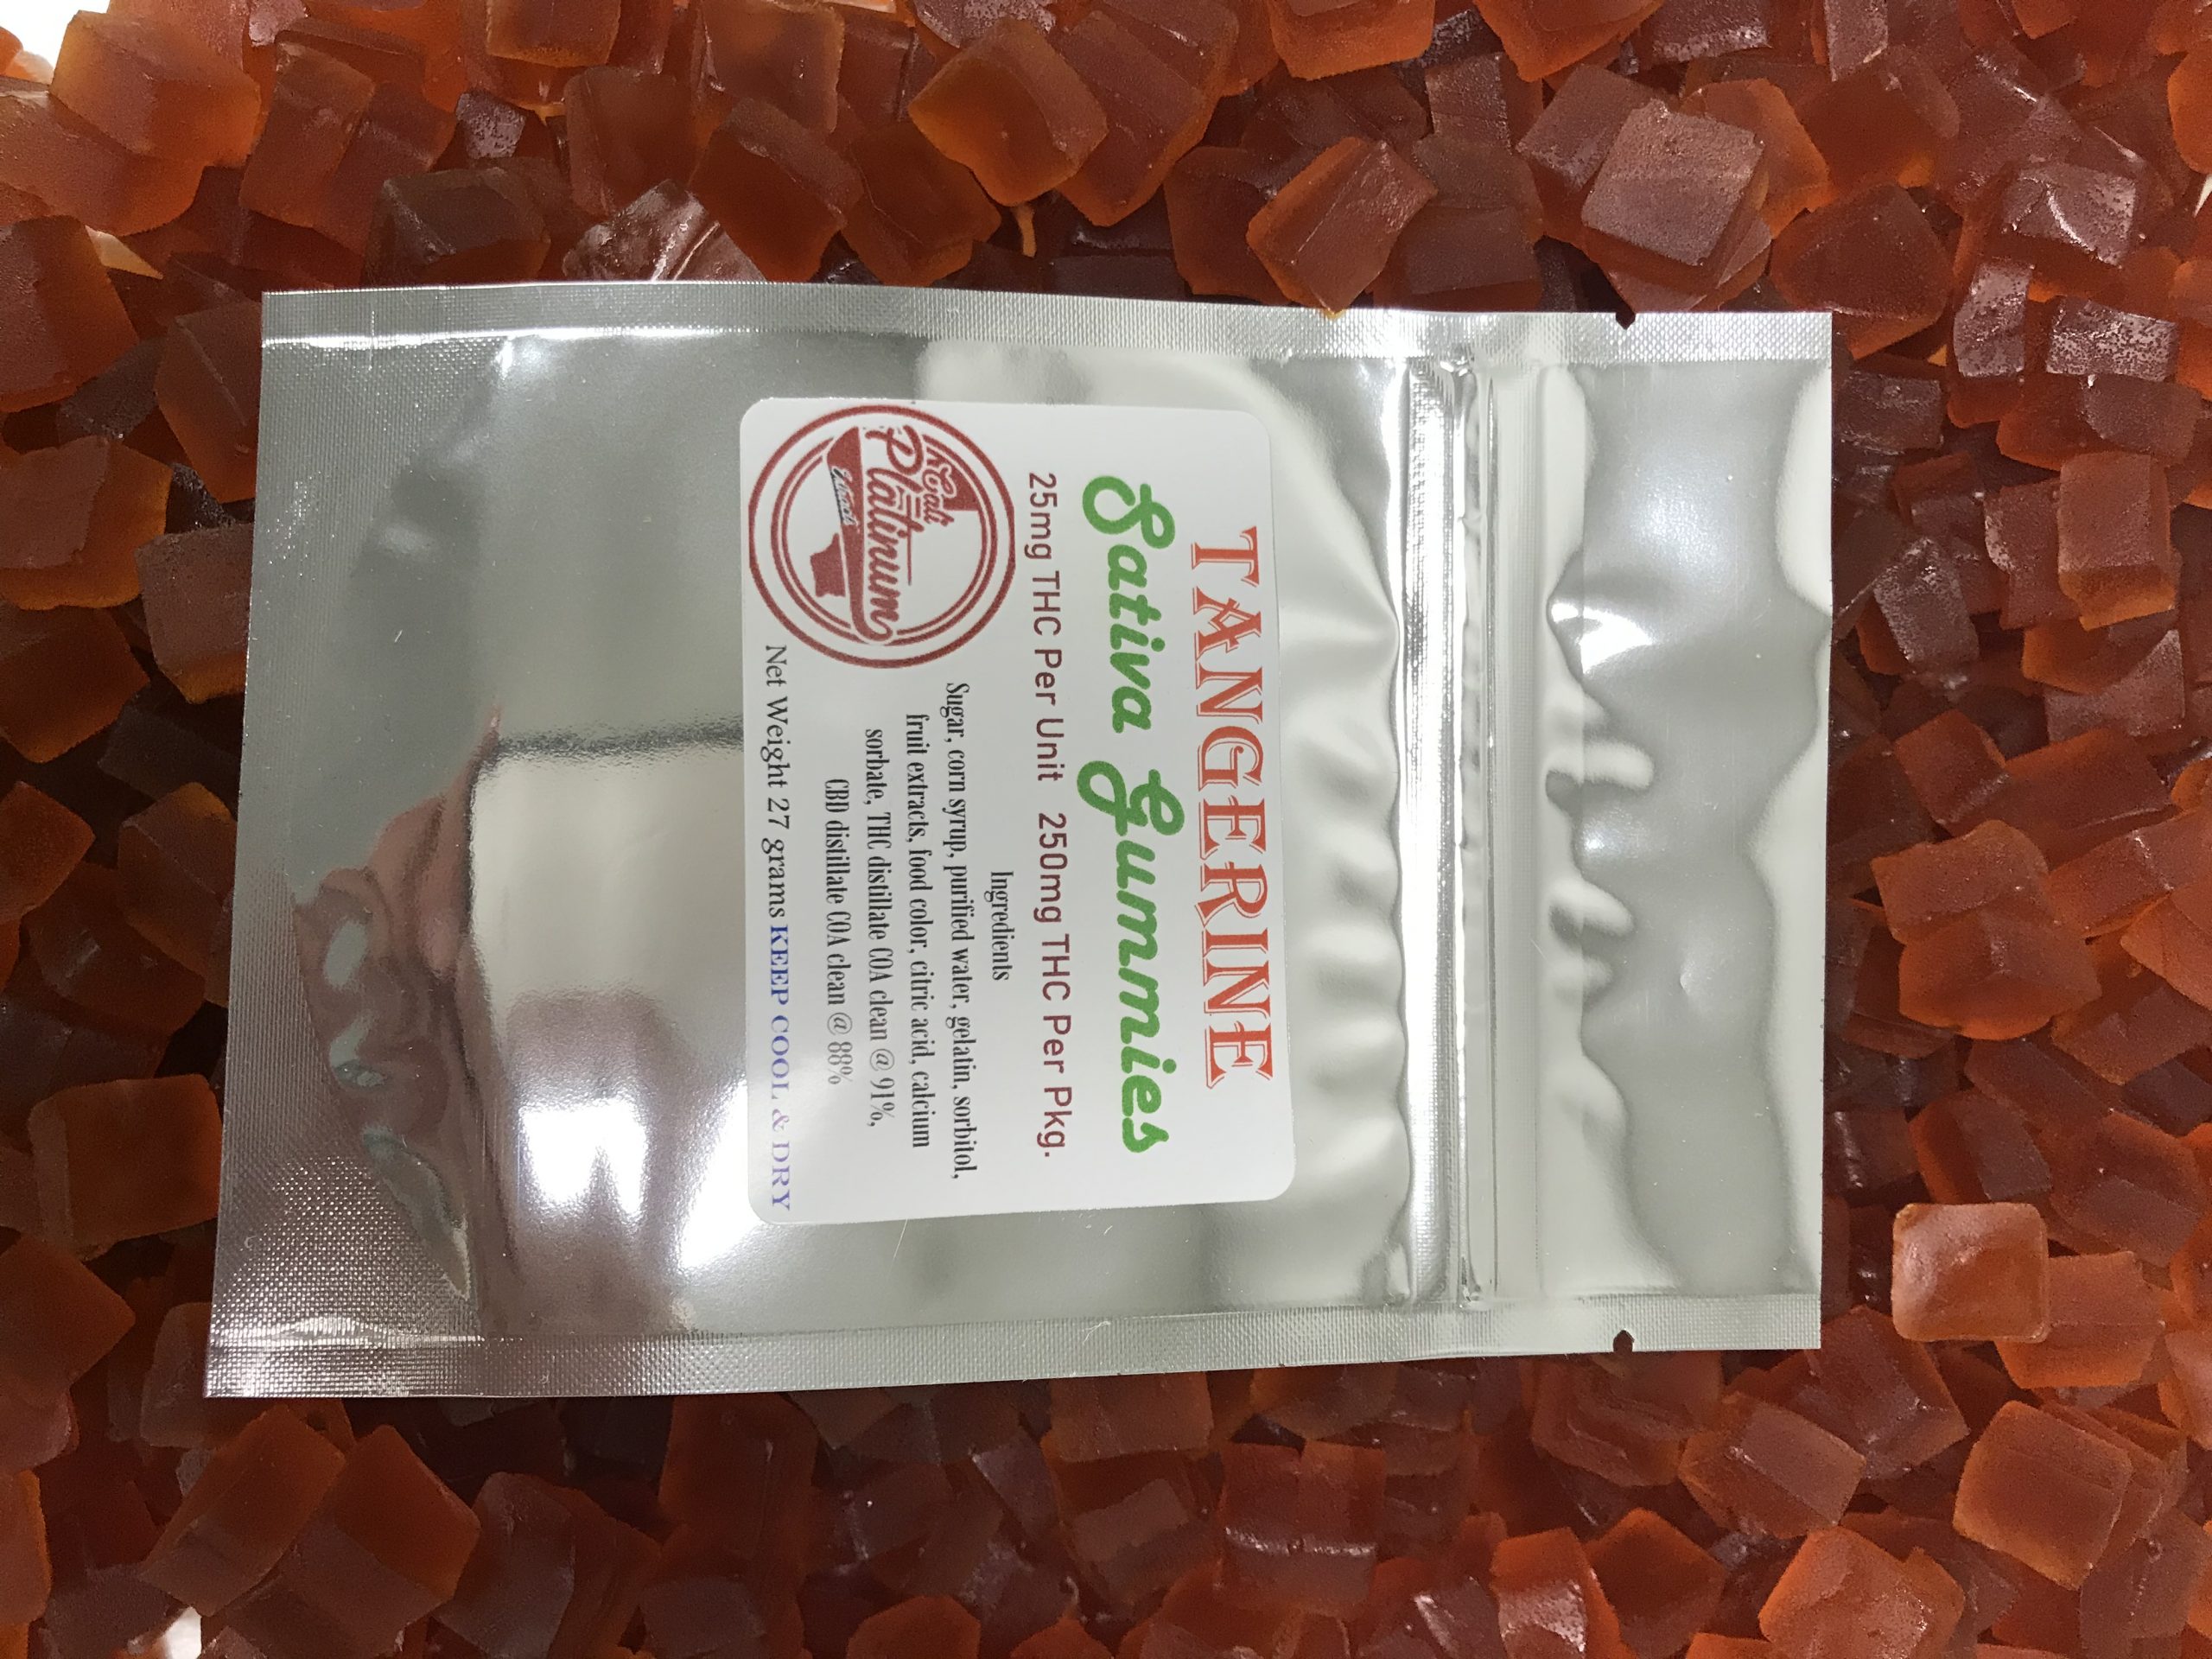 TANGERINE
Sativa Gummies
25mg THC Per Unit 250mg THC Per Pkg.
Cali
Platinum
Ingredients
Sugar, corn syrup, purified water, gelatin, sorbitol,
fruit extracts, food color, citric acid, calcium
sorbate, THC distillate COA clean @ 91%,
CBD distillate COA clean @ 88%
Net Weight 27 grams KEEP COOL & DRY